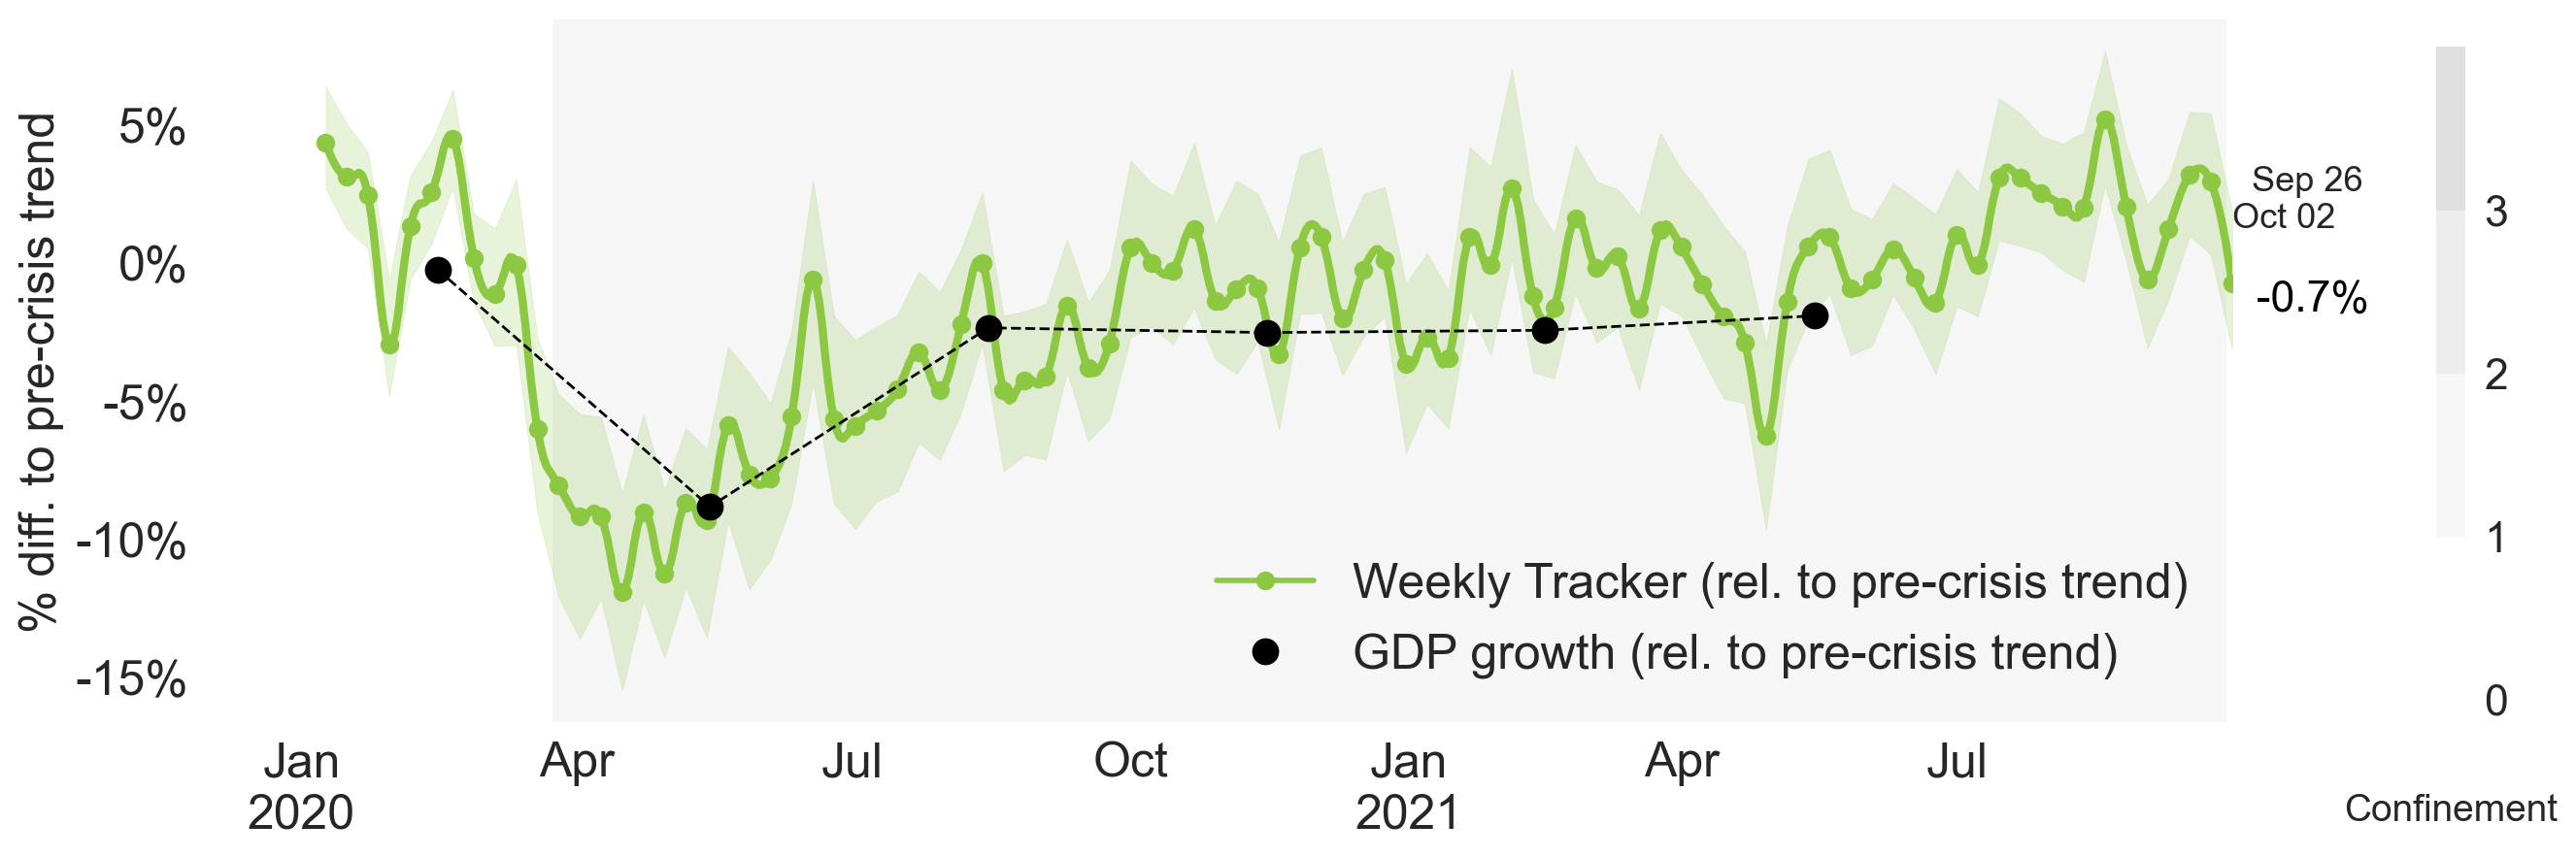 % diff. to pre-crisis trend
5%
0%
-5%
-10%
-15%
Jan
2020
Apr
Jul
Oct
Jan
2021
Apr
Jul
Sep 26
Oct 02
-0.7%
Weekly Tracker (rel. to pre-crisis trend)
GDP growth (rel. to pre-crisis trend)
3
2
1
0
Confinement